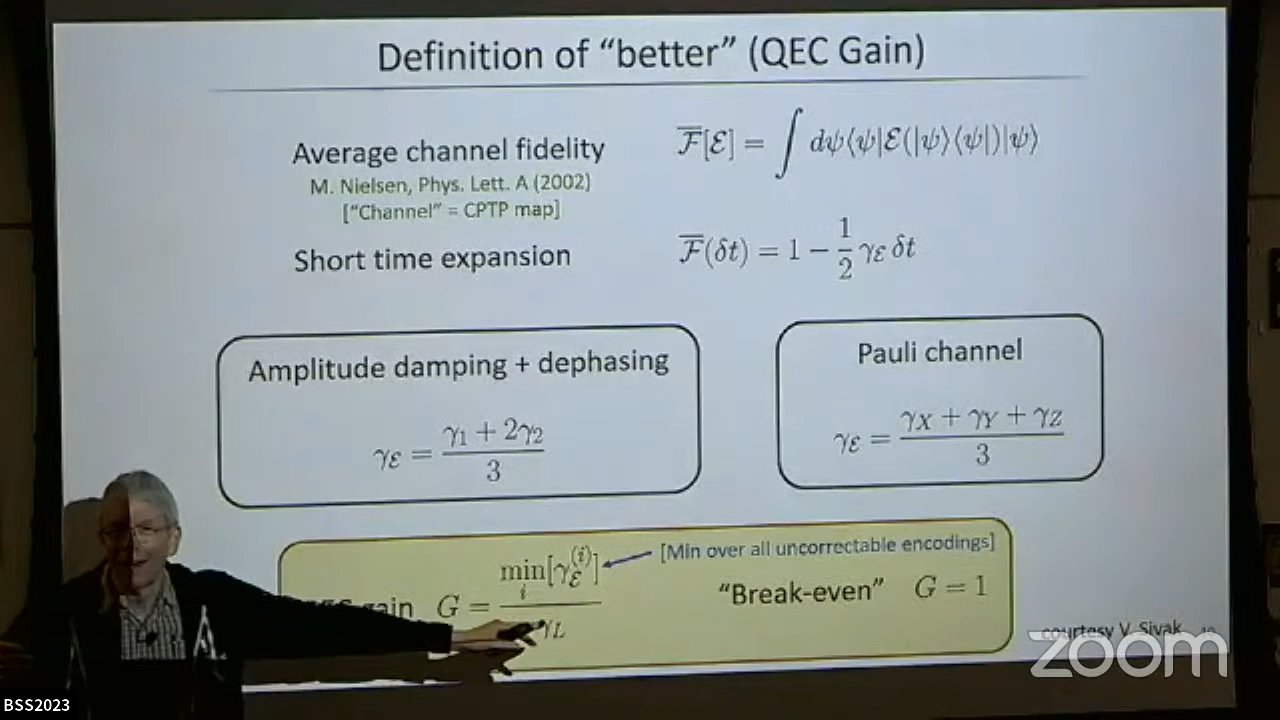 Definition of “better” (QEC Gain)
Average channel fidelity
M. Nielsen, Phys. Lett. A (2002)
[“Channel” = CPTP map]
$\overline{\mathcal{F}}[\mathcal{E}] = \int d\psi \langle\psi|\mathcal{E}(|\psi\rangle\langle\psi|)|\psi\rangle$
Short time expansion
$\overline{\mathcal{F}}(\delta t) = 1 - \frac{1}{2} \gamma_{\mathcal{E}} \, \delta t$
Amplitude damping + dephasing
$\gamma_{\mathcal{E}} = \frac{\gamma_1 + 2\gamma_2}{3}$
Pauli channel
$\gamma_{\mathcal{E}} = \frac{\gamma_X + \gamma_Y + \gamma_Z}{3}$
$G = \frac{\min_i[\gamma_{\mathcal{E}}^{(i)}]}{\gamma_L}$
[Min over all uncorrectable encodings]
“Break-even” $G = 1$
courtesy V. Sivak
zoom
BSS2023